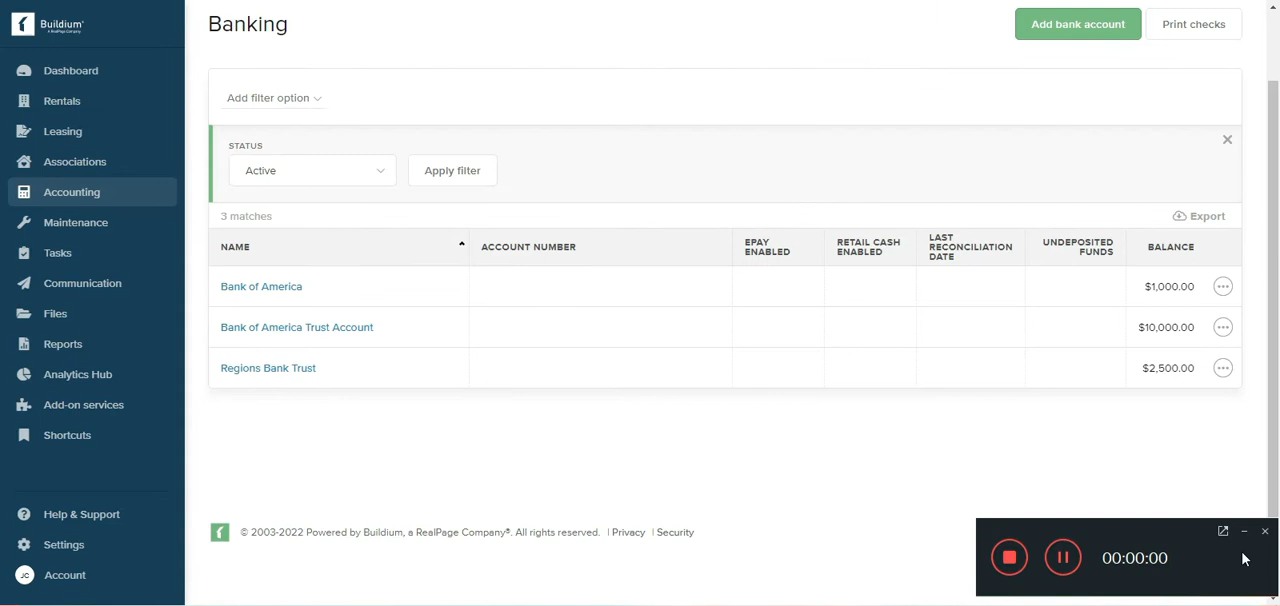 Buildium®
A RealPage Company
Dashboard
Rentals
Leasing
Associations
Accounting
Maintenance
Tasks
Communication
Files
Reports
Analytics Hub
Add-on services
Shortcuts
Help & Support
Settings
JC Account
Banking
Add bank account
Print checks
Add filter option
STATUS
Active
Apply filter
3 matches
Export
NAME ACCOUNT NUMBER EPAY ENABLED RETAIL CASH ENABLED LAST RECONCILIATION DATE UNDEPOSITED FUNDS BALANCE
Bank of America $1,000.00
Bank of America Trust Account $10,000.00
Regions Bank Trust $2,500.00
© 2003-2022 Powered by Buildium, a RealPage Company®. All rights reserved. | Privacy | Security
00:00:00